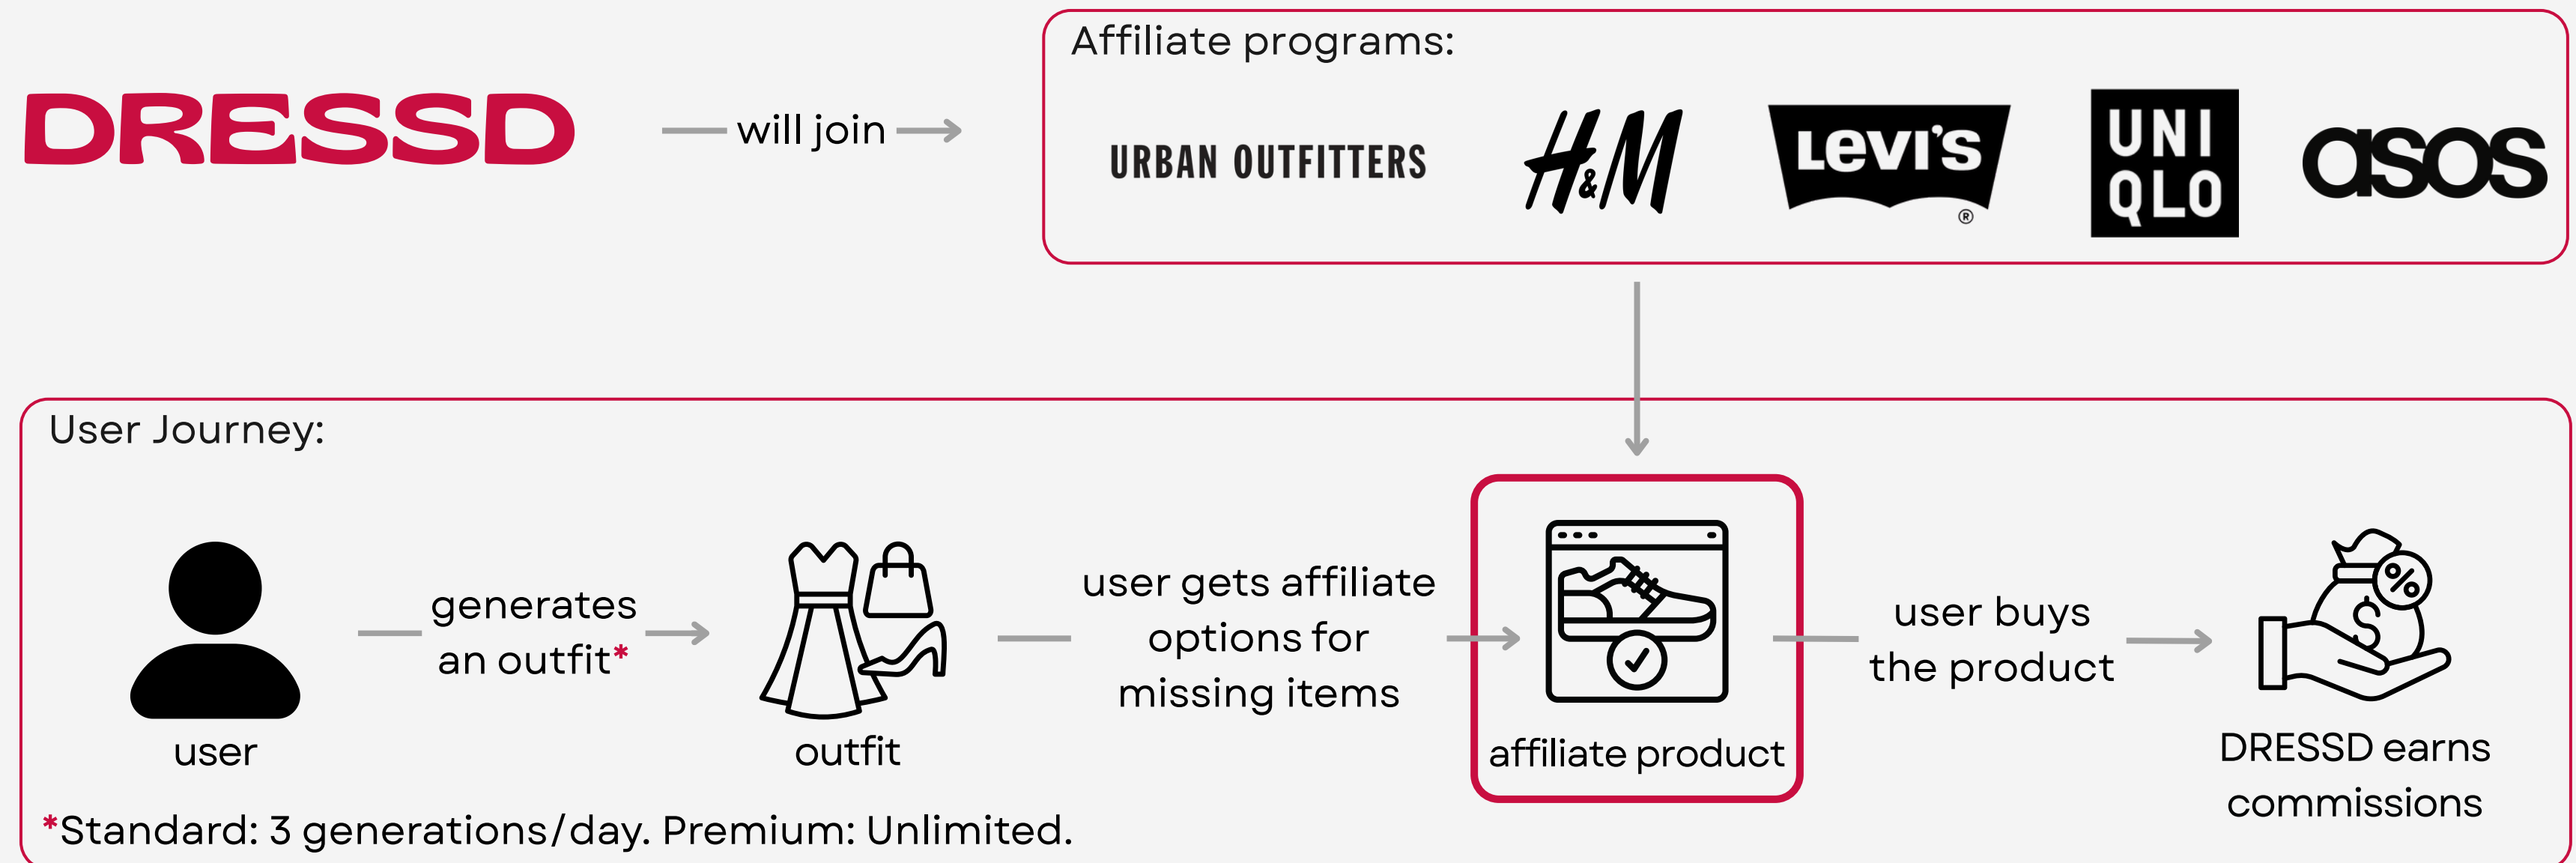 Affiliate programs:
DRESSD
will join
URBAN OUTFITTERS
H&M
Levi's
®
UNI
QLO
asos
User Journey:
generates
an outfit*
user
outfit
user gets affiliate
options for
missing items
affiliate product
user buys
the product
%
$
DRESSD earns
commissions
*Standard: 3 generations/day. Premium: Unlimited.